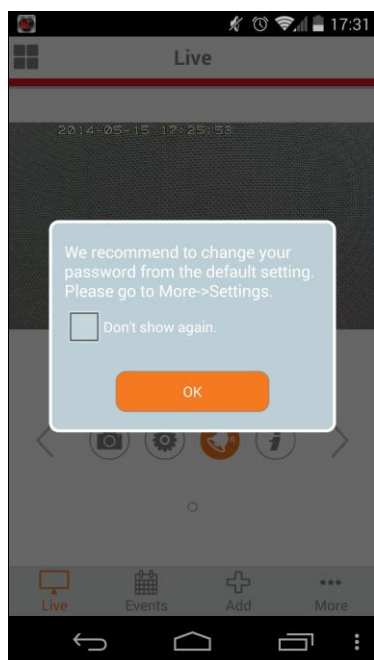 17:31
Live
2014-05-15 17:25:53
We recommend to change your
password from the default setting.
Please go to More->Settings.
Don't show again.
OK
Live Events Add More